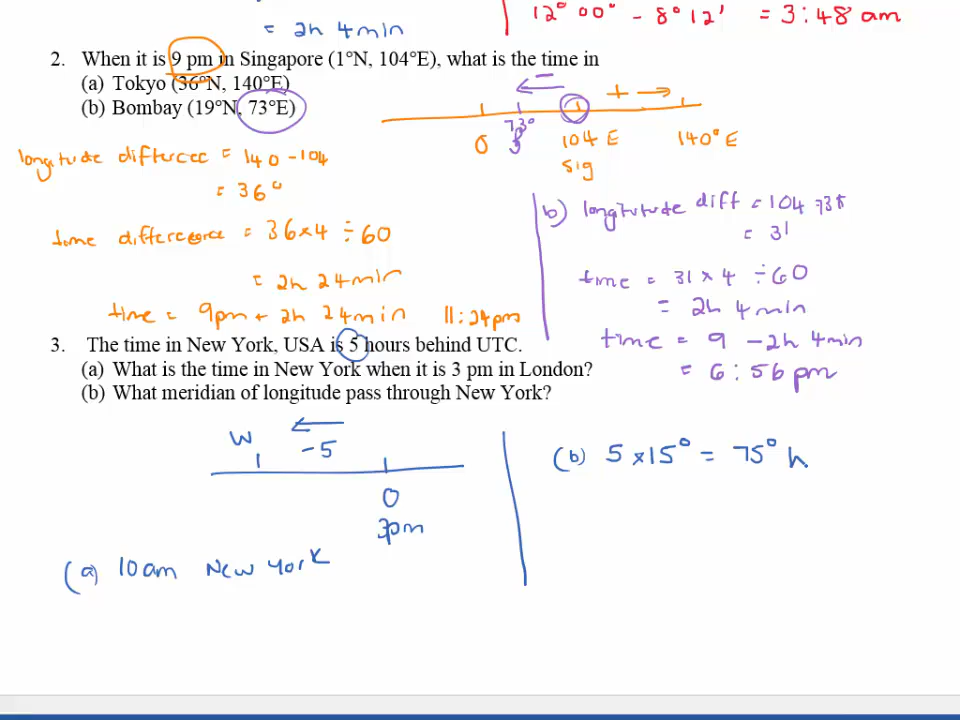 = 2h 4min
12° 00' - 8° 12' = 3:48 am
2. When it is 9 pm in Singapore (1°N, 104°E), what is the time in
(a) Tokyo (36°N, 140°E)
(b) Bombay (19°N, 73°E)
- +
0 73° 104 E 140° E
sig
longitude differece = 140 - 104
= 36°
time difference = 36 × 4 ÷ 60
= 2h 24min
time = 9pm + 2h 24min 11:24pm
b) longitutude diff = 104 73
= 31
time = 31 × 4 ÷ 60
= 2h 4min
time = 9 - 2h 4min
= 6:56 pm
3. The time in New York, USA is 5 hours behind UTC.
(a) What is the time in New York when it is 3 pm in London?
(b) What meridian of longitude pass through New York?
W -5
0
3pm
(a) 10am New York
(b) 5 × 15° = 75° h